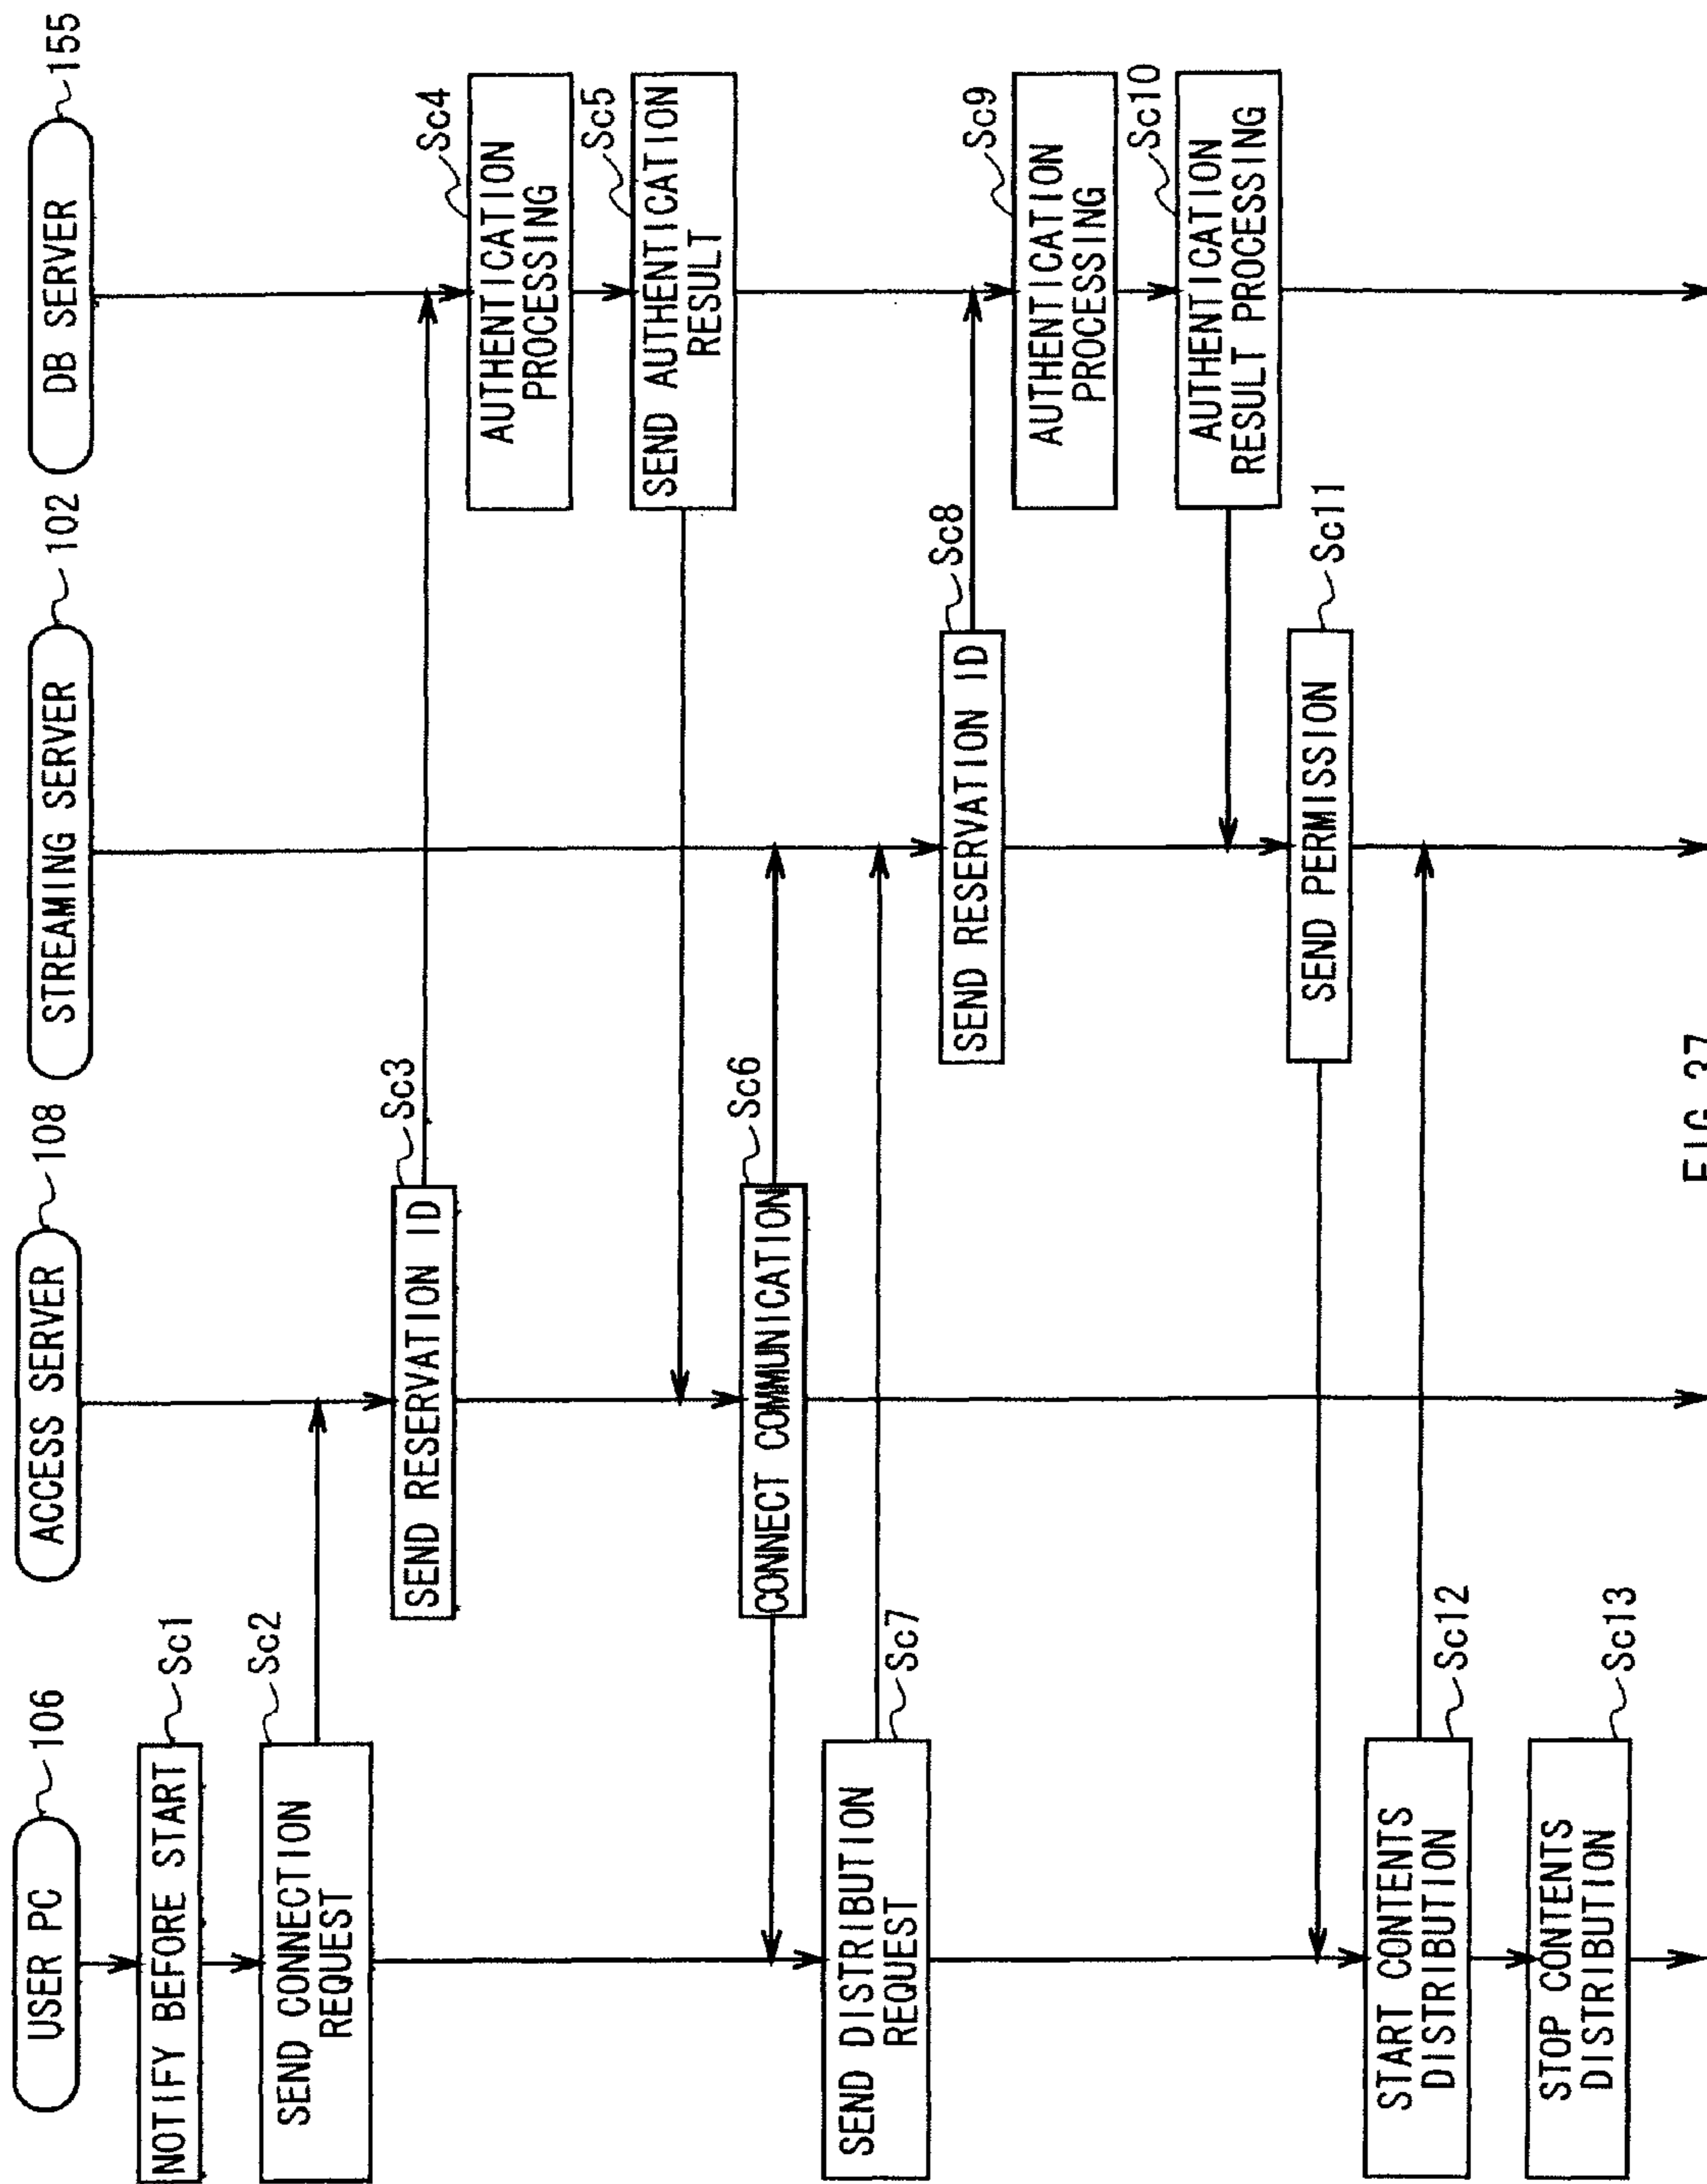 USER PC
106
ACCESS SERVER
108
STREAMING SERVER
102
DB SERVER
155
NOTIFY BEFORE START
Sc1
SEND CONNECTION
REQUEST
Sc2
SEND RESERVATION ID
Sc3
AUTHENTICATION
PROCESSING
Sc4
SEND AUTHENTICATION
RESULT
Sc5
CONNECT COMMUNICATION
Sc6
SEND DISTRIBUTION
REQUEST
Sc7
SEND RESERVATION ID
Sc8
AUTHENTICATION
PROCESSING
Sc9
AUTHENTICATION
RESULT PROCESSING
Sc10
SEND PERMISSION
Sc11
START CONTENTS
DISTRIBUTION
Sc12
STOP CONTENTS
DISTRIBUTION
Sc13
FIG.37